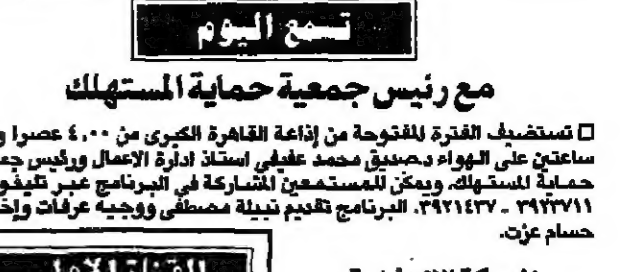 تسمع اليوم
مع رئيس جمعية حماية المستهلك
□ تستضيف الفترة المفتوحة من إذاعة القاهرة الكبرى من ٤,٠٠ عصرا و
ساعتين على الهواء د.صديق محمد عفيفي استاذ ادارة الاعمال ورئيس جمع
حماية المستهلك. ويمكن للمستمعين المشاركة في البرنامج عبر تليفو
٣٩٢٣٧١١ ـ ٣٩٢١٤٣٧. البرنامج تقديم نبيلة مصطفى ووجيه عرفات وإخ
حسام عزت.